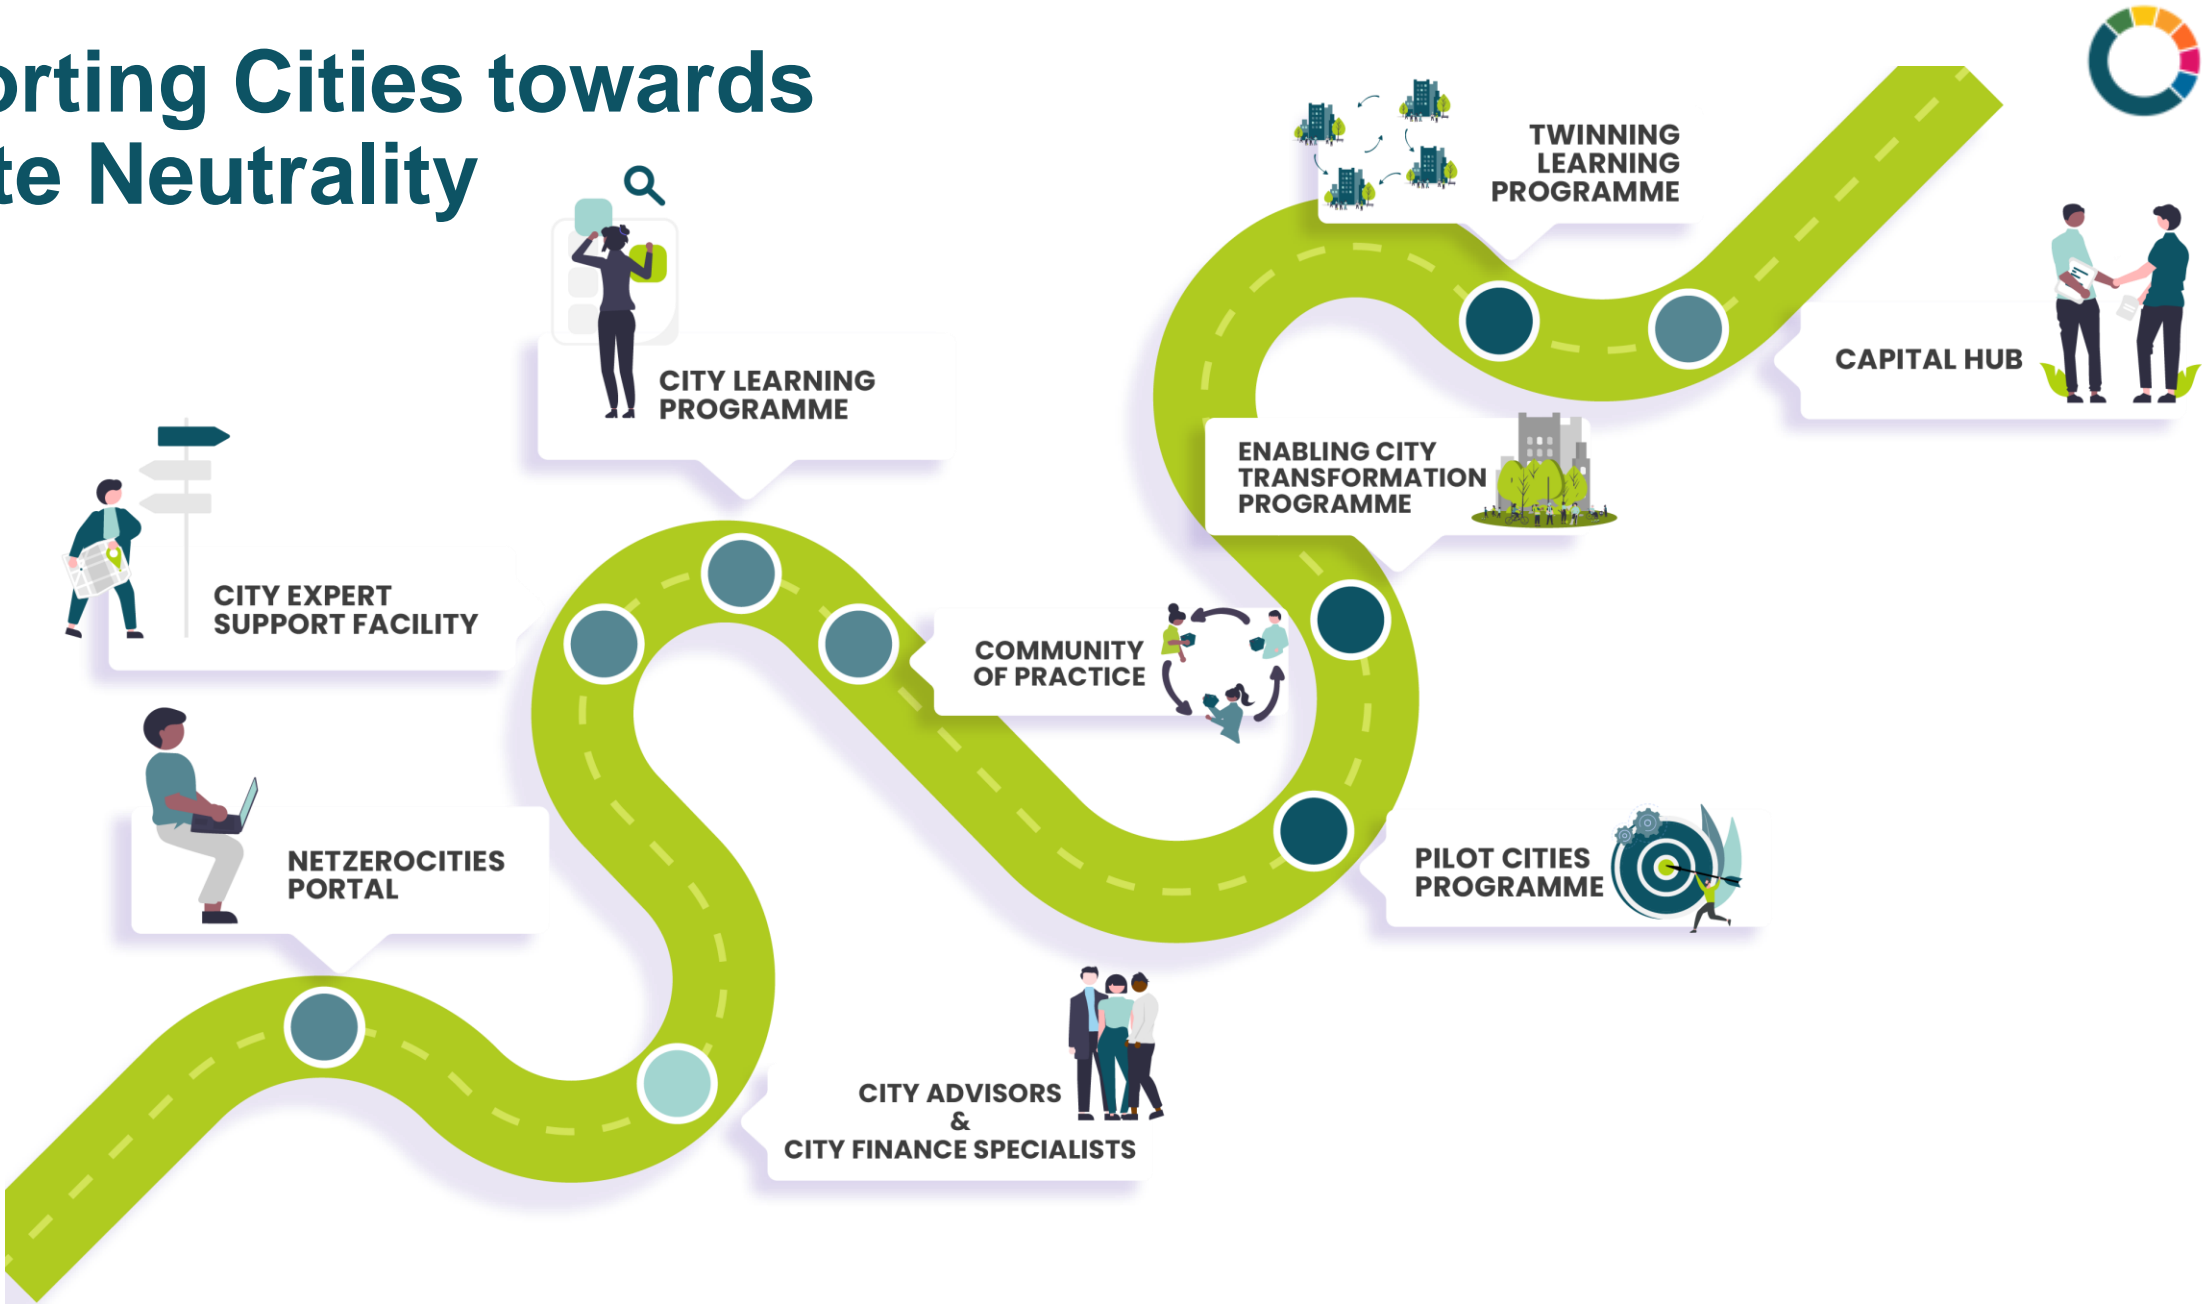 orting Cities towards
te Neutrality
TWINNING
LEARNING
PROGRAMME
CAPITAL HUB
CITY LEARNING
PROGRAMME
ENABLING CITY
TRANSFORMATION
PROGRAMME
CITY EXPERT
SUPPORT FACILITY
COMMUNITY
OF PRACTICE
NETZEROCITIES
PORTAL
PILOT CITIES
PROGRAMME
CITY ADVISORS
&
CITY FINANCE SPECIALISTS